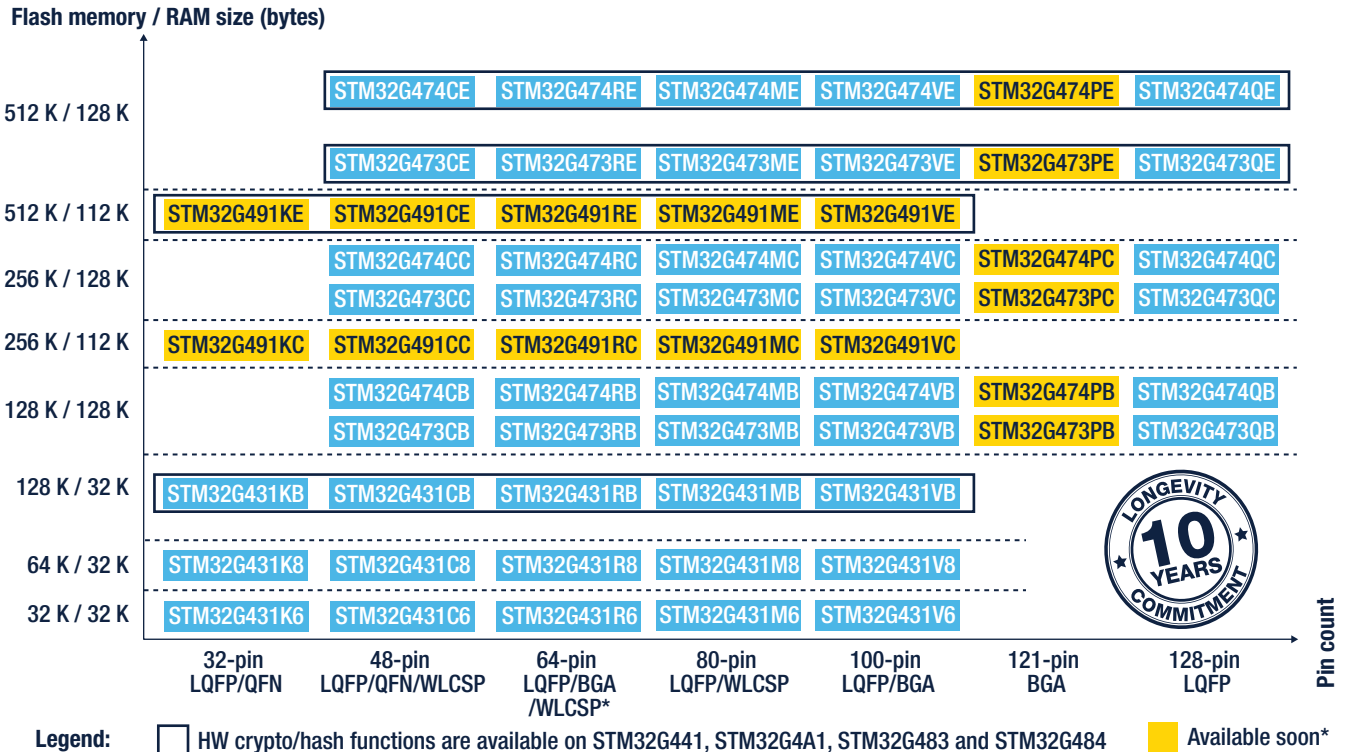 Flash memory / RAM size (bytes)
512 K / 128 K
STM32G474CE STM32G474RE STM32G474ME STM32G474VE STM32G474PE STM32G474QE
STM32G473CE STM32G473RE STM32G473ME STM32G473VE STM32G473PE STM32G473QE
512 K / 112 K STM32G491KE STM32G491CE STM32G491RE STM32G491ME STM32G491VE
256 K / 128 K
STM32G474CC STM32G474RC STM32G474MC STM32G474VC STM32G474PC STM32G474QC
STM32G473CC STM32G473RC STM32G473MC STM32G473VC STM32G473PC STM32G473QC
256 K / 112 K STM32G491KC STM32G491CC STM32G491RC STM32G491MC STM32G491VC
128 K / 128 K
STM32G474CB STM32G474RB STM32G474MB STM32G474VB STM32G474PB STM32G474QB
STM32G473CB STM32G473RB STM32G473MB STM32G473VB STM32G473PB STM32G473QB
128 K / 32 K STM32G431KB STM32G431CB STM32G431RB STM32G431MB STM32G431VB
64 K / 32 K STM32G431K8 STM32G431C8 STM32G431R8 STM32G431M8 STM32G431V8
32 K / 32 K STM32G431K6 STM32G431C6 STM32G431R6 STM32G431M6 STM32G431V6
LONGEVITY
10
YEARS
COMMITMENT
Pin count
32-pin
LQFP/QFN
48-pin
LQFP/QFN/WLCSP
64-pin
LQFP/BGA
/WLCSP*
80-pin
LQFP/WLCSP
100-pin
LQFP/BGA
121-pin
BGA
128-pin
LQFP
Legend:
HW crypto/hash functions are available on STM32G441, STM32G4A1, STM32G483 and STM32G484
Available soon*